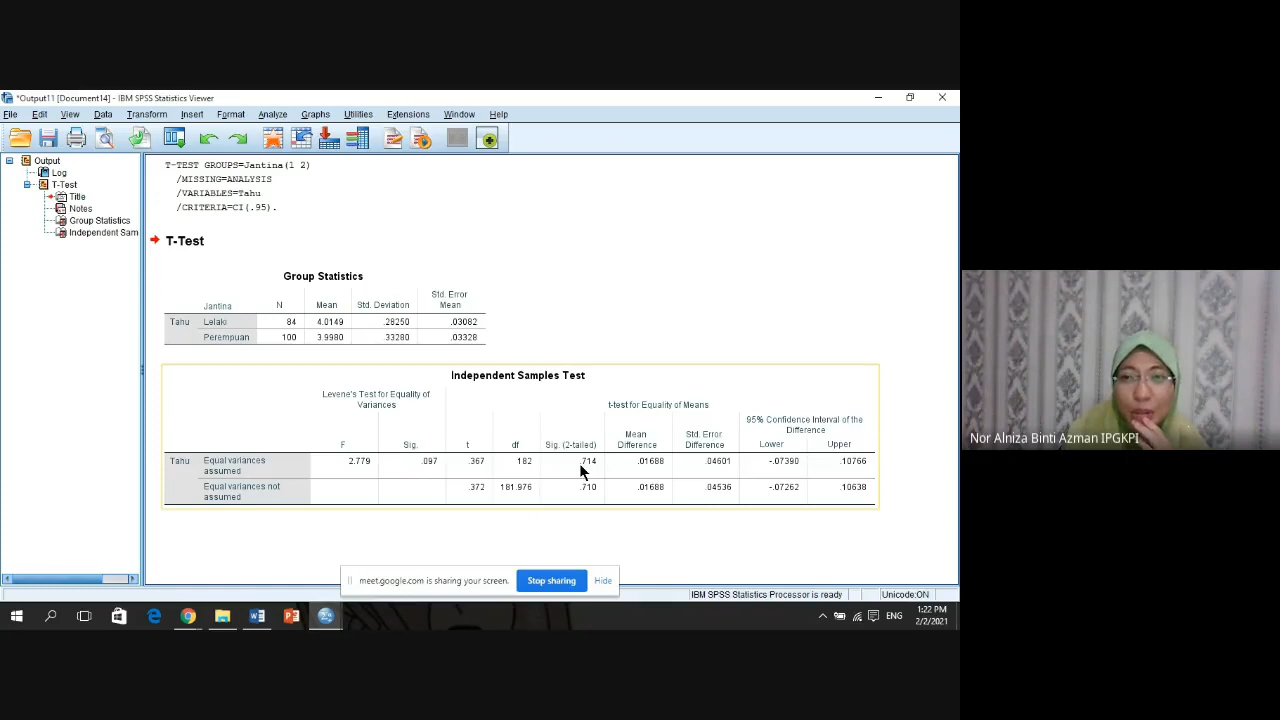 *Output11 [Document14] - IBM SPSS Statistics Viewer
File Edit View Data Transform Insert Format Analyze Graphs Utilities Extensions Window Help
Output
Log
T-Test
Title
Notes
Group Statistics
Independent Sam
T-TEST GROUPS=Jantina(1 2)
/MISSING=ANALYSIS
/VARIABLES=Tahu
/CRITERIA=CI(.95).
T-Test
Group Statistics
Jantina N Mean Std. Deviation Std. Error Mean
Tahu Lelaki 84 4.0149 .28250 .03082
Perempuan 100 3.9980 .33280 .03328
Independent Samples Test
Levene's Test for Equality of Variances
t-test for Equality of Means
95% Confidence Interval of the Difference
F Sig. t df Sig. (2-tailed) Mean Difference Std. Error Difference Lower Upper
Tahu Equal variances assumed 2.779 .097 .367 182 .714 .01688 .04601 -.07390 .10766
Equal variances not assumed .372 181.976 .710 .01688 .04536 -.07262 .10638
meet.google.com is sharing your screen. Stop sharing Hide
IBM SPSS Statistics Processor is ready Unicode:ON
ENG
1:22 PM
2/2/2021
Nor Alniza Binti Azman IPGKPI